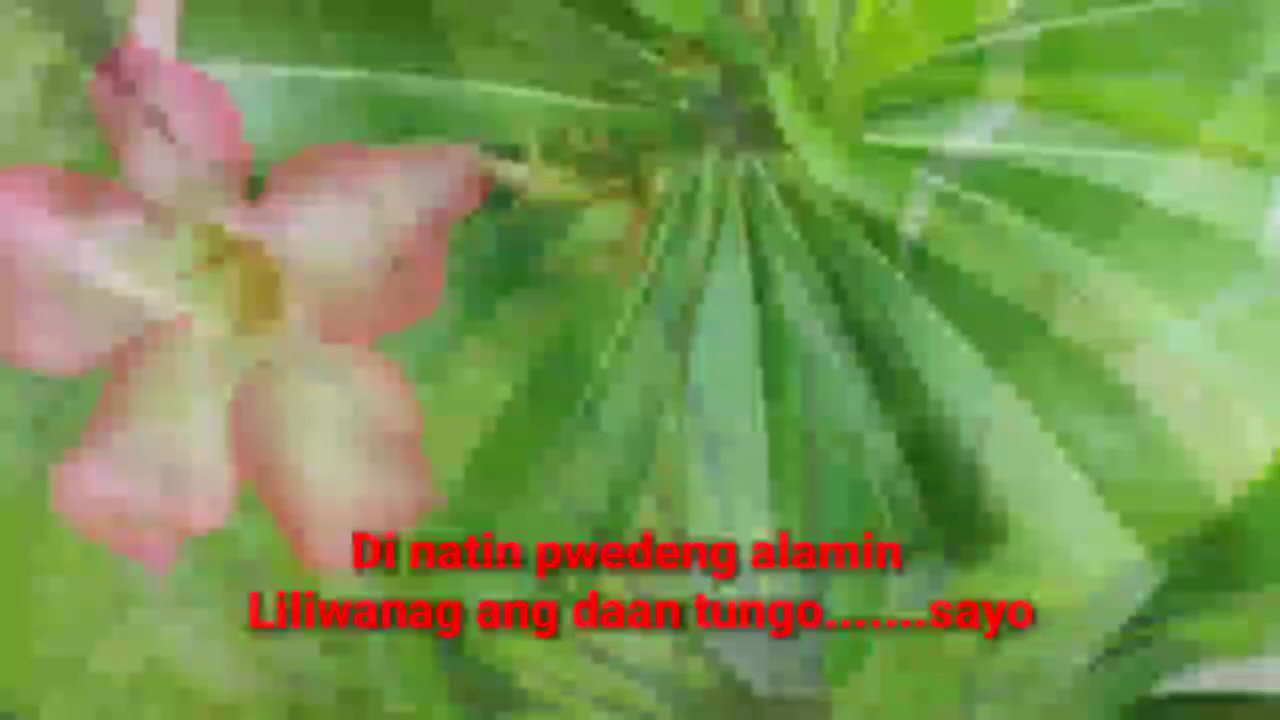 Di natin pwedeng alamin
Liliwanag ang daan tungo.......sayo